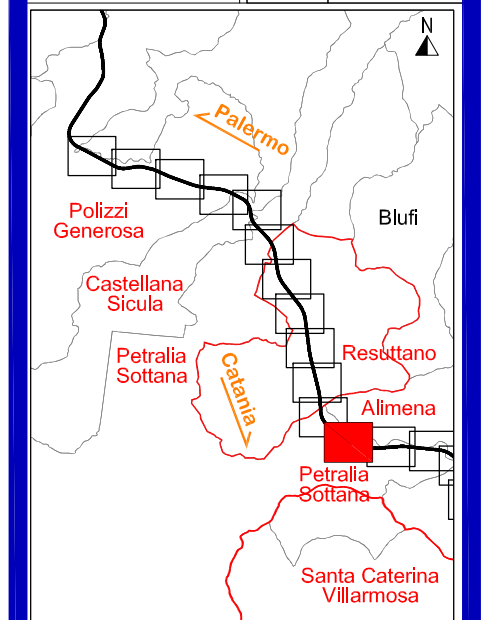 N
Palermo
Polizzi
Generosa
Blufi
Castellana
Sicula
Petralia
Sottana
Catania
Resuttano
Alimena
Petralia
Sottana
Santa Caterina
Villarmosa